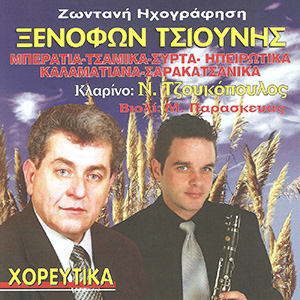 Ζωντανή Ηχογράφηση
ΞΕΝΟΦΩΝ ΤΣΙΟΥΝΗΣ
ΜΠΕΡΑΤΙΑ-ΤΣΑΜΙΚΑ-ΣΥΡΤΑ- ΗΠΕΙΡΩΤΙΚΑ
ΚΑΛΑΜΑΤΙΑΝΑ-ΣΑΡΑΚΑΤΣΑΝΙΚΑ
Κλαρίνο: Ν. Τζουκόπουλος
Βιολί: Μ. Παρασκευάς
ΧΟΡΕΥΤΙΚΑ